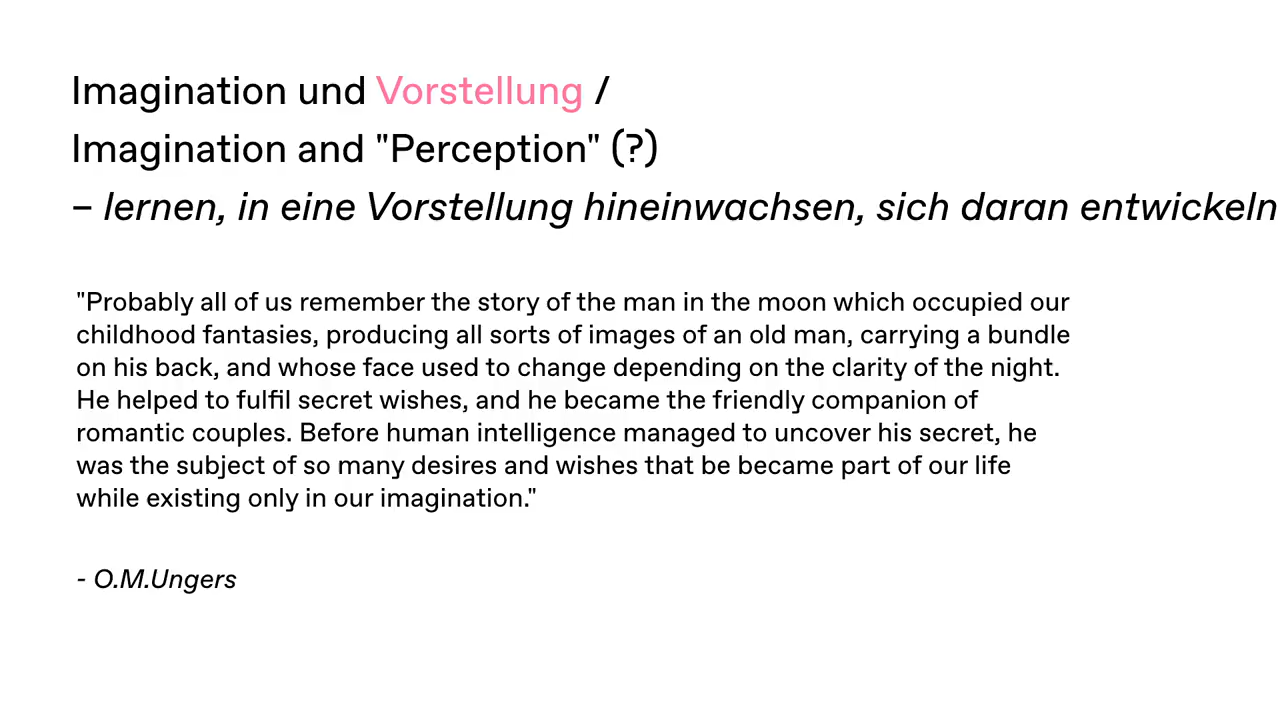 Imagination und Vorstellung /
Imagination and "Perception" (?)
– lernen, in eine Vorstellung hineinwachsen, sich daran entwickeln
"Probably all of us remember the story of the man in the moon which occupied our
childhood fantasies, producing all sorts of images of an old man, carrying a bundle
on his back, and whose face used to change depending on the clarity of the night.
He helped to fulfil secret wishes, and he became the friendly companion of
romantic couples. Before human intelligence managed to uncover his secret, he
was the subject of so many desires and wishes that be became part of our life
while existing only in our imagination."
- O.M.Ungers